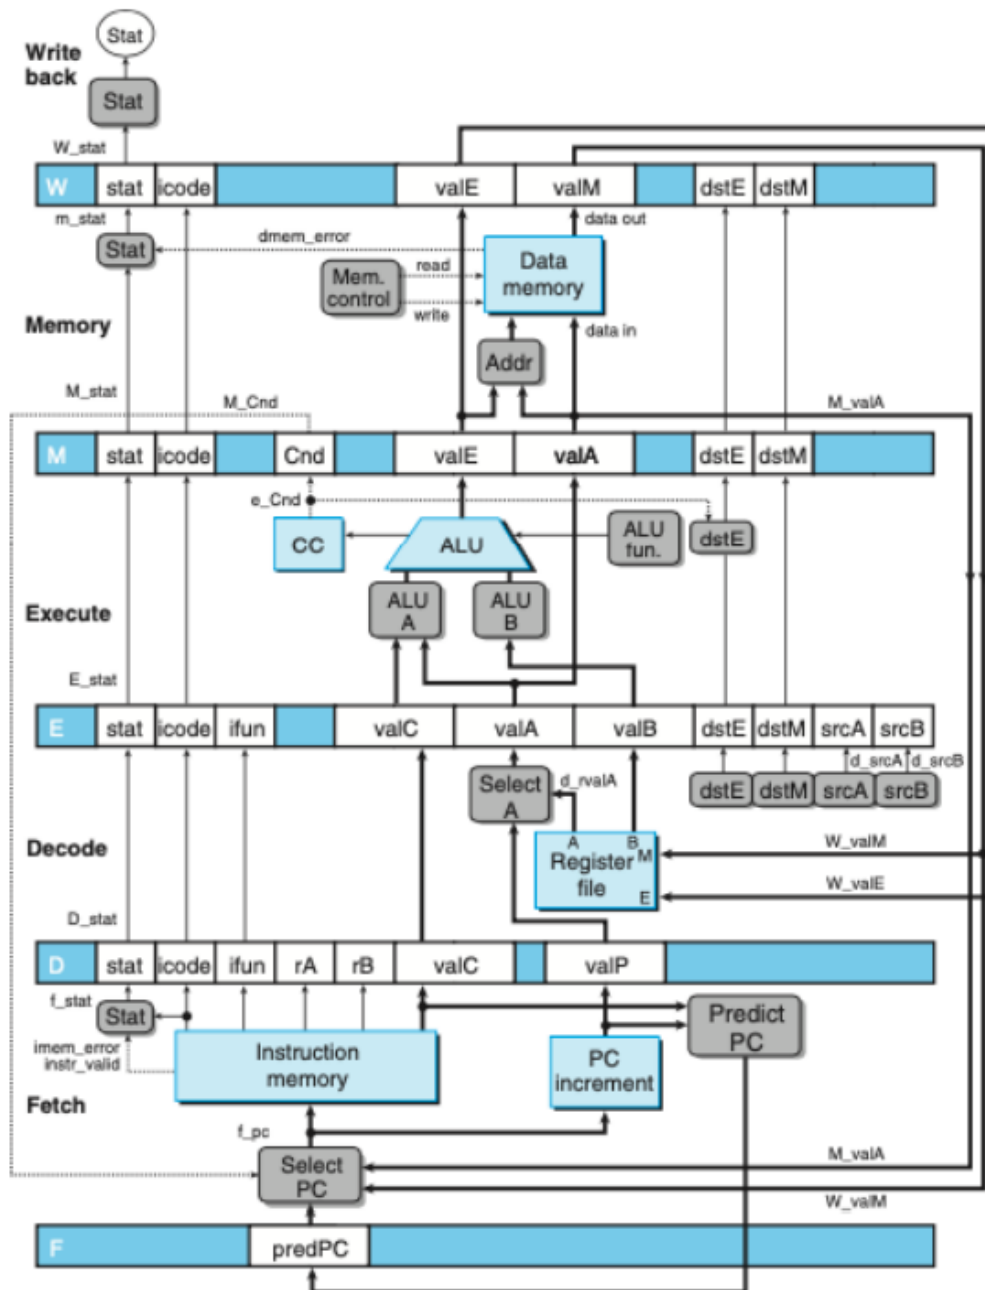 Stat
Write
back
Stat
W_stat
W stat icode valE valM dstE dstM
m_stat
data out
Stat
dmem_error
Data
memory
read
Mem.
control
write
data in
Memory
Addr
M_stat
M_Cnd
M_valA
M stat icode Cnd valE valA dstE dstM
e_Cnd
CC
ALU
ALU
fun.
dstE
ALU
A
ALU
B
Execute
E_stat
E stat icode ifun valC valA valB dstE dstM srcA srcB
d_srcA d_srcB
Select
A
d_rvalA
dstE dstM srcA srcB
Decode
A B M
Register
file
E
W_valM
W_valE
D_stat
D stat icode ifun rA rB valC valP
f_stat
Stat
Predict
PC
imem_error
instr_valid
Instruction
memory
PC
increment
Fetch
f_pc
Select
PC
M_valA
W_valM
F predPC